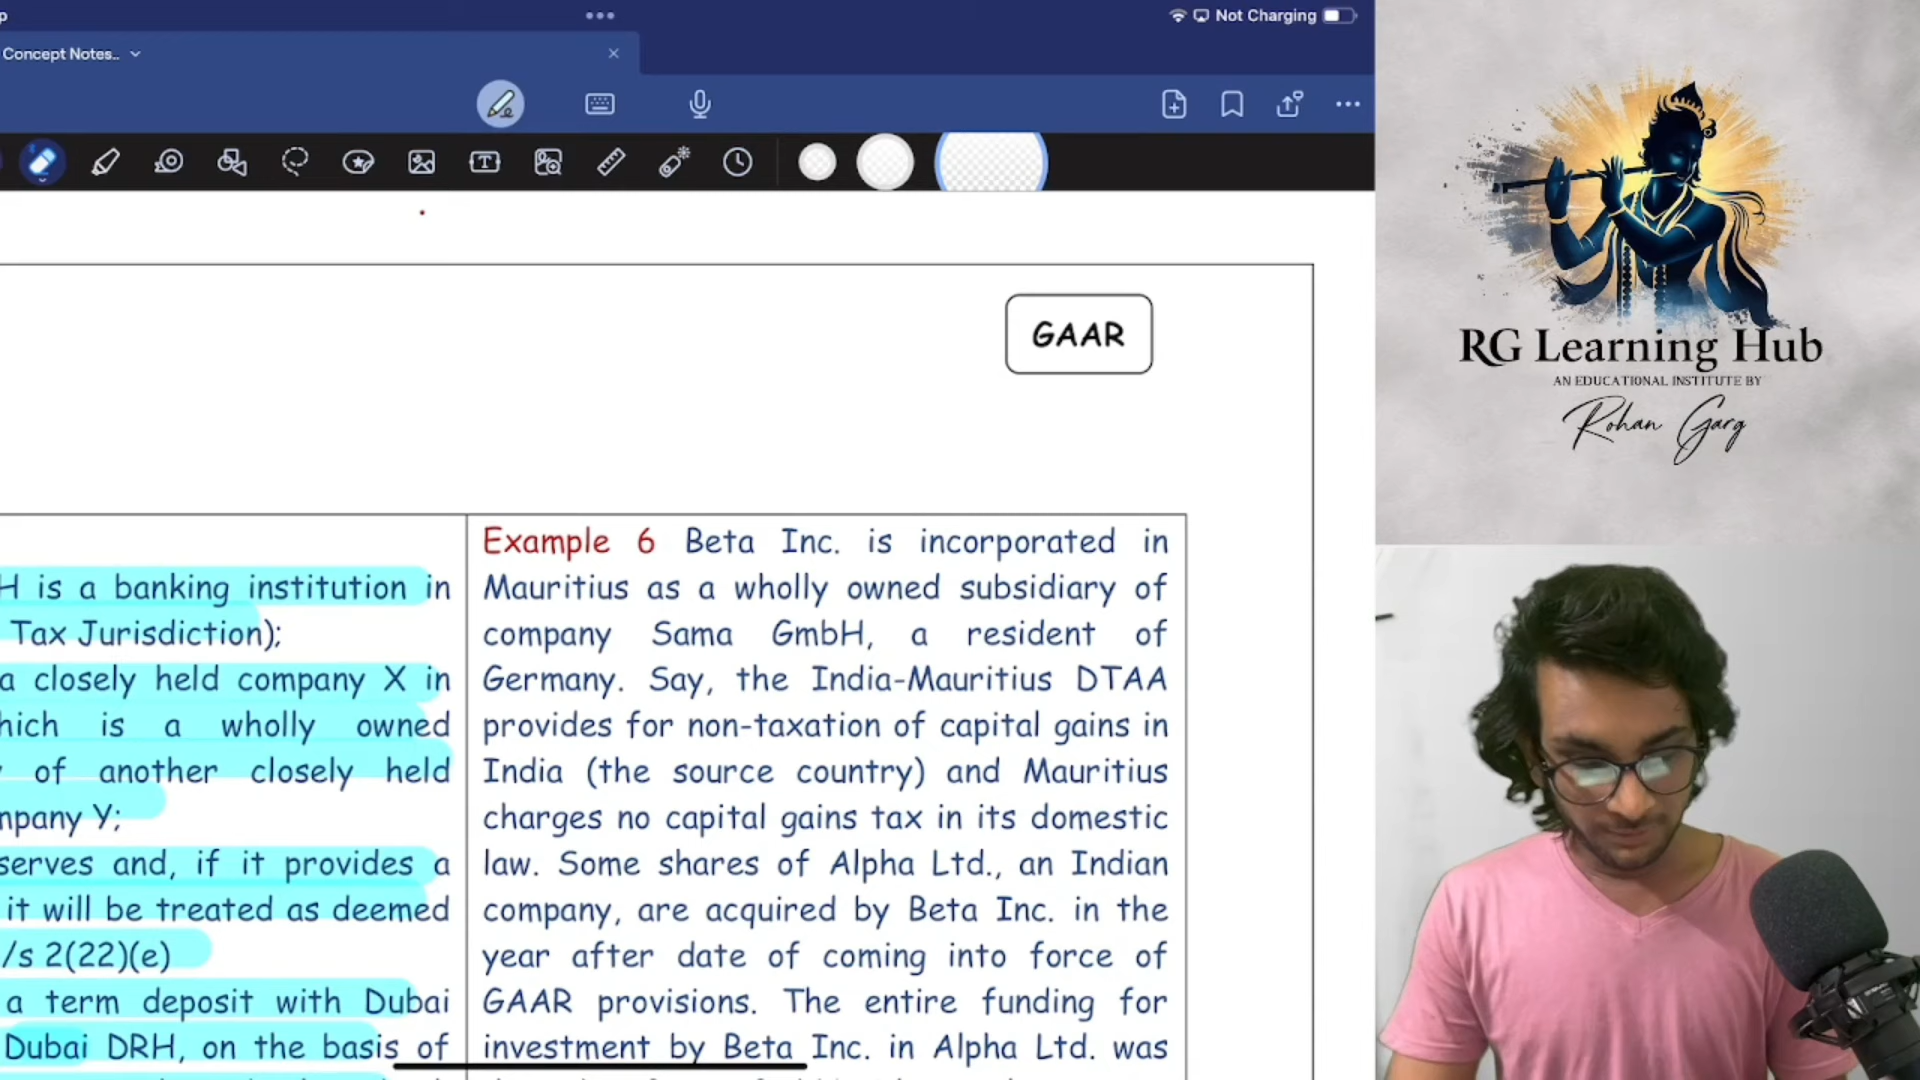 p
Not Charging
Concept Notes..
GAAR
H is a banking institution in
Tax Jurisdiction);
a closely held company X in
hich is a wholly owned
of another closely held
mpany Y;
serves and, if it provides a
it will be treated as deemed
/s 2(22)(e)
a term deposit with Dubai
Dubai DRH, on the basis of
Example 6 Beta Inc. is incorporated in
Mauritius as a wholly owned subsidiary of
company Sama GmbH, a resident of
Germany. Say, the India-Mauritius DTAA
provides for non-taxation of capital gains in
India (the source country) and Mauritius
charges no capital gains tax in its domestic
law. Some shares of Alpha Ltd., an Indian
company, are acquired by Beta Inc. in the
year after date of coming into force of
GAAR provisions. The entire funding for
investment by Beta Inc. in Alpha Ltd. was
RG Learning Hub
AN EDUCATIONAL INSTITUTE BY
Rohan Garg